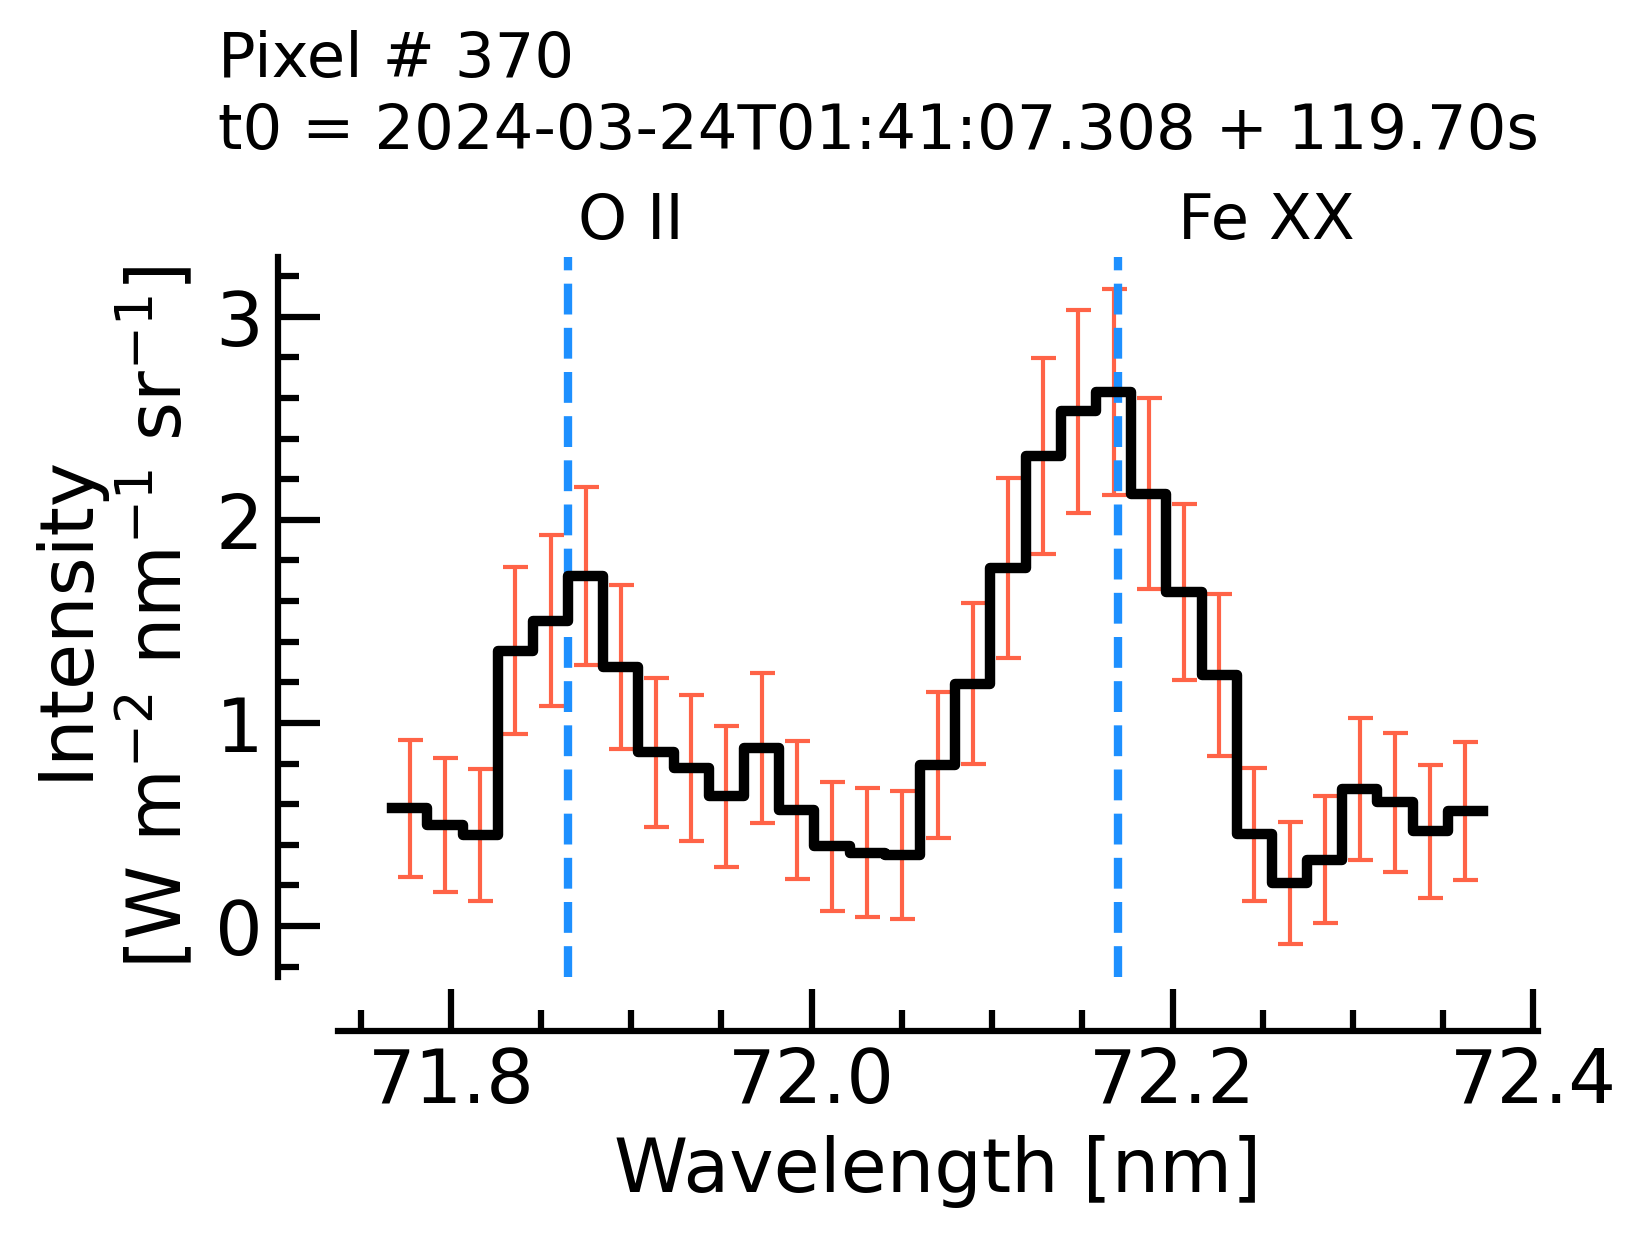 Pixel # 370
t0 = 2024-03-24T01:41:07.308 + 119.70s
O II Fe XX
Intensity
[W m⁻² nm⁻¹ sr⁻¹]
3
2
1
0
71.8 72.0 72.2 72.4
Wavelength [nm]